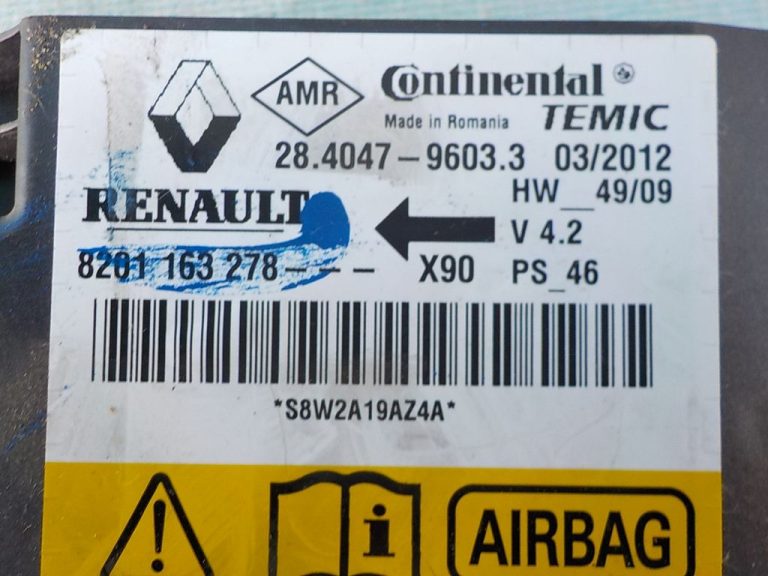 AMR
Continental
Made in Romania TEMIC
28.4047-9603.3 03/2012
RENAULT
HW__49/09
V 4.2
8201 163 278--- X90 PS_46
*S8W2A19AZ4A*
i
AIRBAG